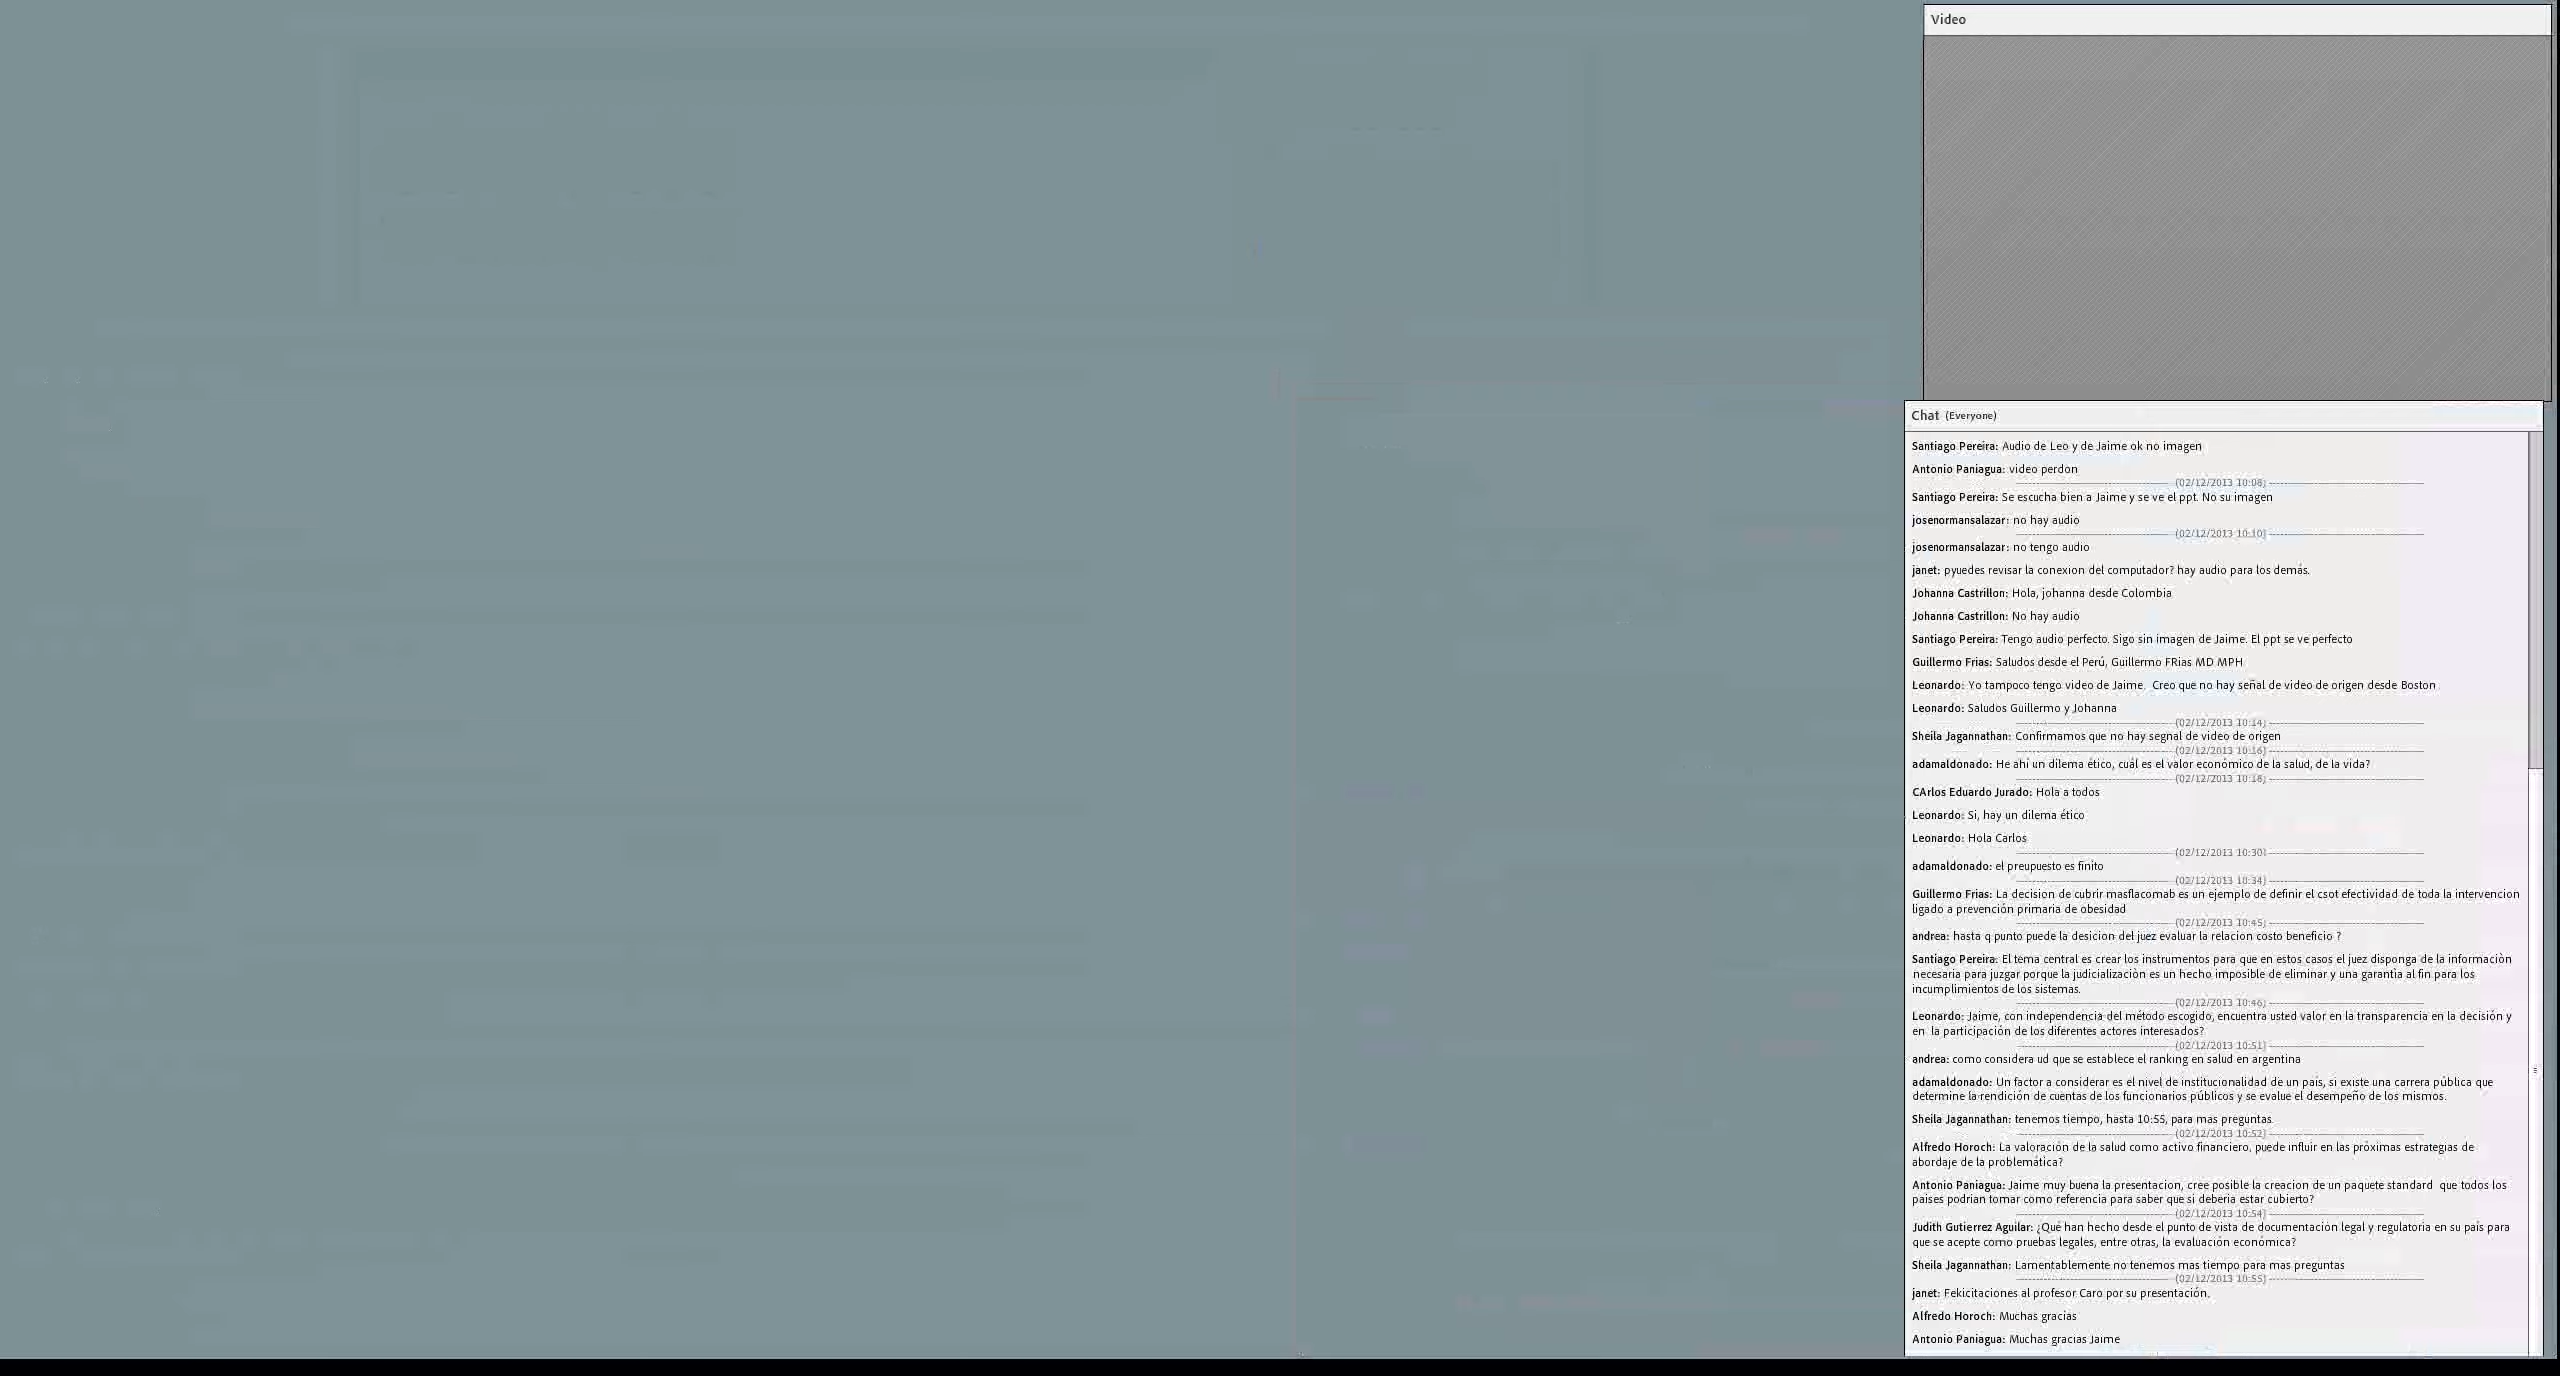 Video
Chat (Everyone)
Santiago Pereira: Audio de Leo y de Jaime ok no imagen
Antonio Paniagua: video perdon
(02/12/2013 10:08)
Santiago Pereira: Se escucha bien a Jaime y se ve el ppt. No su imagen
josenormansalazar: no hay audio
(02/12/2013 10:10)
josenormansalazar: no tengo audio
janet: pyuedes revisar la conexion del computador? hay audio para los demás.
Johanna Castrillon: Hola, johanna desde Colombia
Johanna Castrillon: No hay audio
Santiago Pereira: Tengo audio perfecto. Sigo sin imagen de Jaime. El ppt se ve perfecto
Guillermo Frias: Saludos desde el Perú, Guillermo FRias MD MPH
Leonardo: Yo tampoco tengo video de Jaime. Creo que no hay señal de video de origen desde Boston
Leonardo: Saludos Guillermo y Johanna
(02/12/2013 10:14)
Sheila Jagannathan: Confirmamos que no hay segnal de video de origen
(02/12/2013 10:16)
adamaldonado: He ahí un dilema ético, cuál es el valor económico de la salud, de la vida?
(02/12/2013 10:18)
CArlos Eduardo Jurado: Hola a todos
Leonardo: Si, hay un dilema ético
Leonardo: Hola Carlos
(02/12/2013 10:30)
adamaldonado: el preupuesto es finito
(02/12/2013 10:34)
Guillermo Frias: La decision de cubrir masflacomab es un ejemplo de definir el csot efectividad de toda la intervencion
ligado a prevención primaria de obesidad
(02/12/2013 10:45)
andrea: hasta q punto puede la desicion del juez evaluar la relacion costo beneficio ?
Santiago Pereira: El tema central es crear los instrumentos para que en estos casos el juez disponga de la informaciòn
necesaria para juzgar porque la judicializaciòn es un hecho imposible de eliminar y una garantìa al fin para los
incumplimientos de los sistemas.
(02/12/2013 10:46)
Leonardo: Jaime, con independencia del método escogido, encuentra usted valor en la transparencia en la decisión y
en la participación de los diferentes actores interesados?
(02/12/2013 10:51)
andrea: como considera ud que se establece el ranking en salud en argentina
adamaldonado: Un factor a considerar es el nivel de institucionalidad de un país, si existe una carrera pública que
determine la rendición de cuentas de los funcionarios públicos y se evalue el desempeño de los mismos.
Sheila Jagannathan: tenemos tiempo, hasta 10:55, para mas preguntas
(02/12/2013 10:52)
Alfredo Horoch: La valoración de la salud como activo financiero, puede influir en las próximas estrategias de
abordaje de la problemática?
Antonio Paniagua: Jaime muy buena la presentacion, cree posible la creacion de un paquete standard que todos los
paises podrian tomar como referencia para saber que si deberia estar cubierto?
(02/12/2013 10:54)
Judith Gutierrez Aguilar: ¿Qué han hecho desde el punto de vista de documentación legal y regulatoria en su país para
que se acepte como pruebas legales, entre otras, la evaluación económica?
Sheila Jagannathan: Lamentablemente no tenemos mas tiempo para mas preguntas
(02/12/2013 10:55)
janet: Fekicitaciones al profesor Caro por su presentación.
Alfredo Horoch: Muchas gracias
Antonio Paniagua: Muchas gracias Jaime